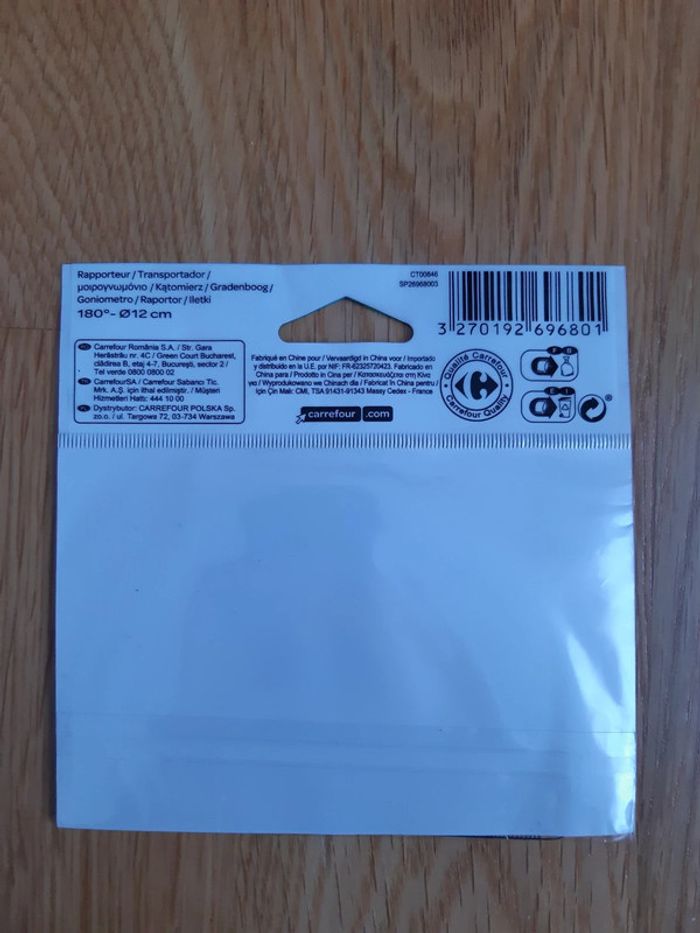 Rapporteur / Transportador /
μοιρογνωμόνιο / Kątomierz / Gradenboog /
Goniometro / Raportor / Iletki
180° - Ø12 cm
CT00846
SP26968003
3 270192 696801
Carrefour România S.A. / Str. Gara
Herăstrău nr. 4C / Green Court Bucharest,
clădirea B, etaj 4-7, București, sector 2 /
Tel verde 0800 0800 02
CarrefourSA / Carrefour Sabancı Tic.
Mrk. A.Ş. için ithal edilmiştir. / Müşteri
Hizmetleri Hattı: 444 10 00
Dystrybutor: CARREFOUR POLSKA Sp.
zo.o. / ul. Targowa 72, 03-734 Warszawa
Fabriqué en Chine pour / Vervaardigd in China voor / Importado
y distribuido en la U.E. por NIF: FR-62325720423. Fabricado en
China para / Prodotto in Cina per / Κατασκευάζεται στη Κίνα
για / Wyprodukowano we Chinach dla / Fabricat în China pentru /
için Çin Malı: CMI, TSA 91431-91343 Massy Cedex - France
carrefour .com
Qualité Carrefour
Carrefour Quality
F B
E I
®